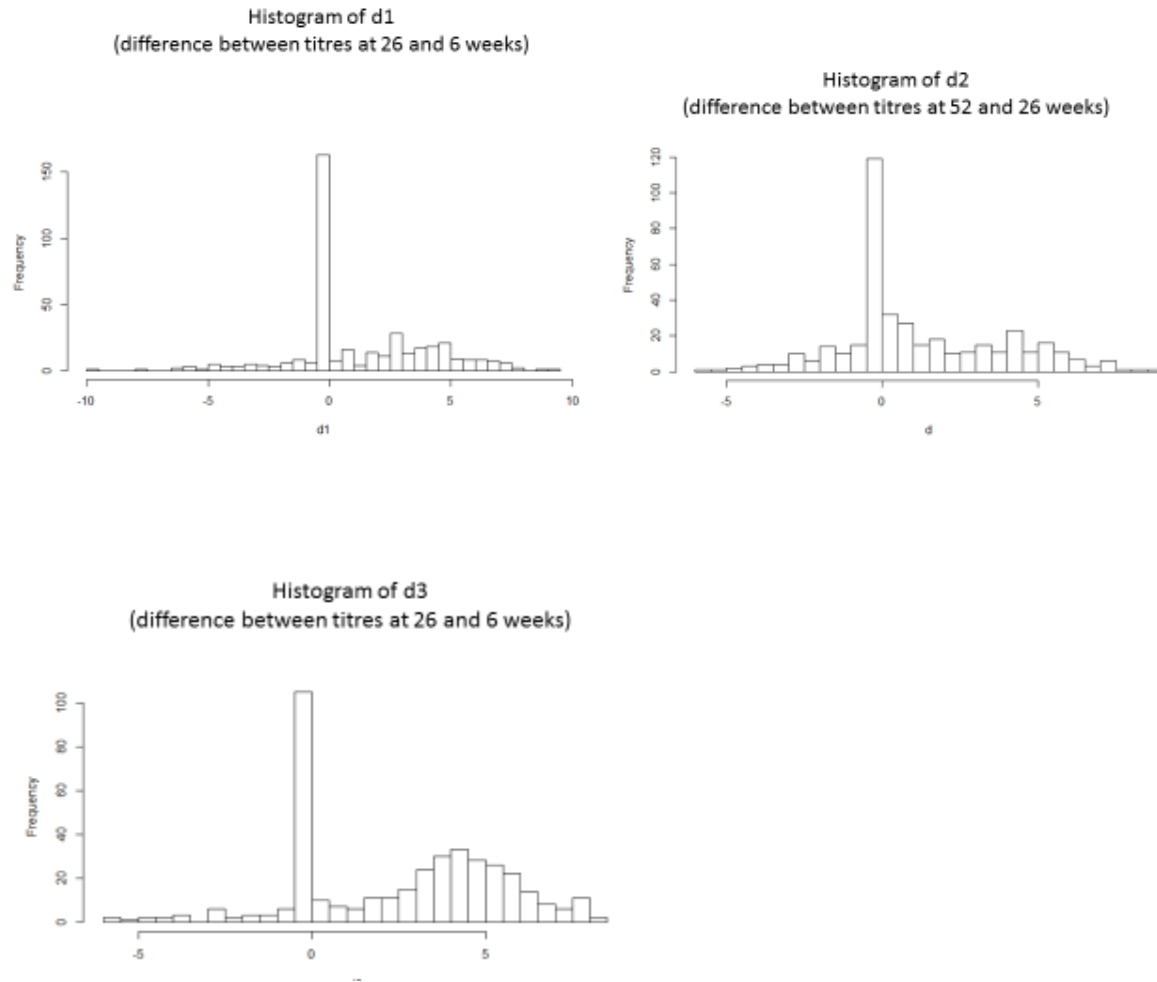 Histogram of d1
(difference between titres at 26 and 6 weeks)
150
100
50
0
Frequency
-10
-5
0
5
10
d1
Histogram of d2
(difference between titres at 52 and 26 weeks)
120
100
80
60
40
20
0
Frequency
-5
0
5
d
Histogram of d3
(difference between titres at 26 and 6 weeks)
100
80
60
40
20
0
Frequency
-5
0
5